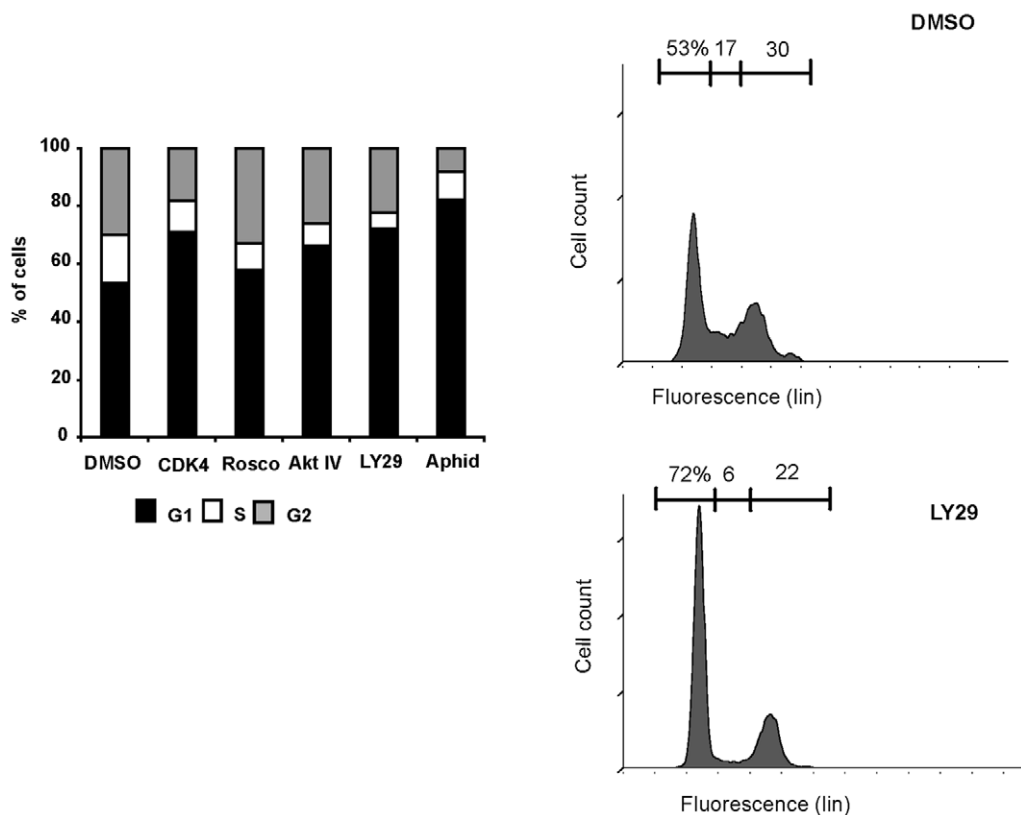 100
80
60
40
20
0
% of cells
DMSO CDK4 Rosco Akt IV LY29 Aphid
G1 S G2
DMSO
53% 17 30
Cell count
Fluorescence (lin)
LY29
72% 6 22
Cell count
Fluorescence (lin)